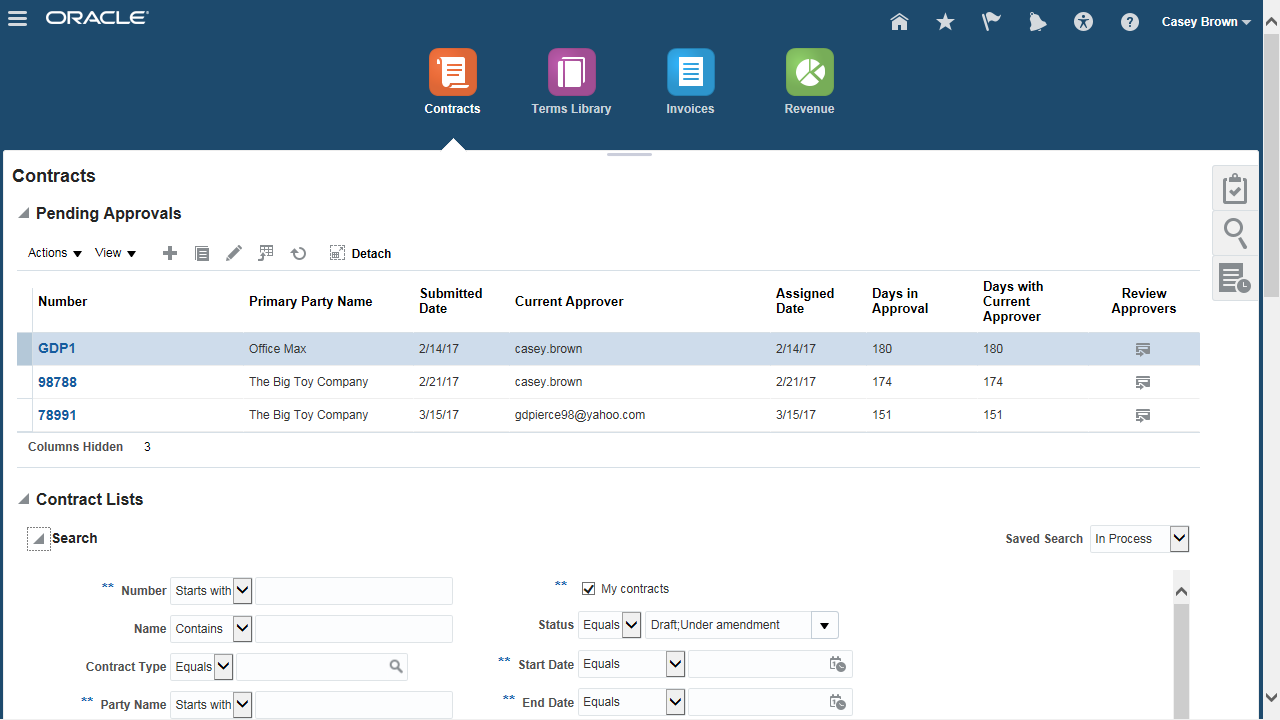 ORACLE
Casey Brown
Contracts Terms Library Invoices Revenue
Contracts
Pending Approvals
Actions View Detach
Number Primary Party Name Submitted Date Current Approver Assigned Date Days in Approval Days with Current Approver Review Approvers
GDP1 Office Max 2/14/17 casey.brown 2/14/17 180 180
98788 The Big Toy Company 2/21/17 casey.brown 2/21/17 174 174
78991 The Big Toy Company 3/15/17 gdpierce98@yahoo.com 3/15/17 151 151
Columns Hidden 3
Contract Lists
Search Saved Search In Process
** Number Starts with ** My contracts
Name Contains Status Equals Draft;Under amendment
Contract Type Equals ** Start Date Equals
** Party Name Starts with ** End Date Equals